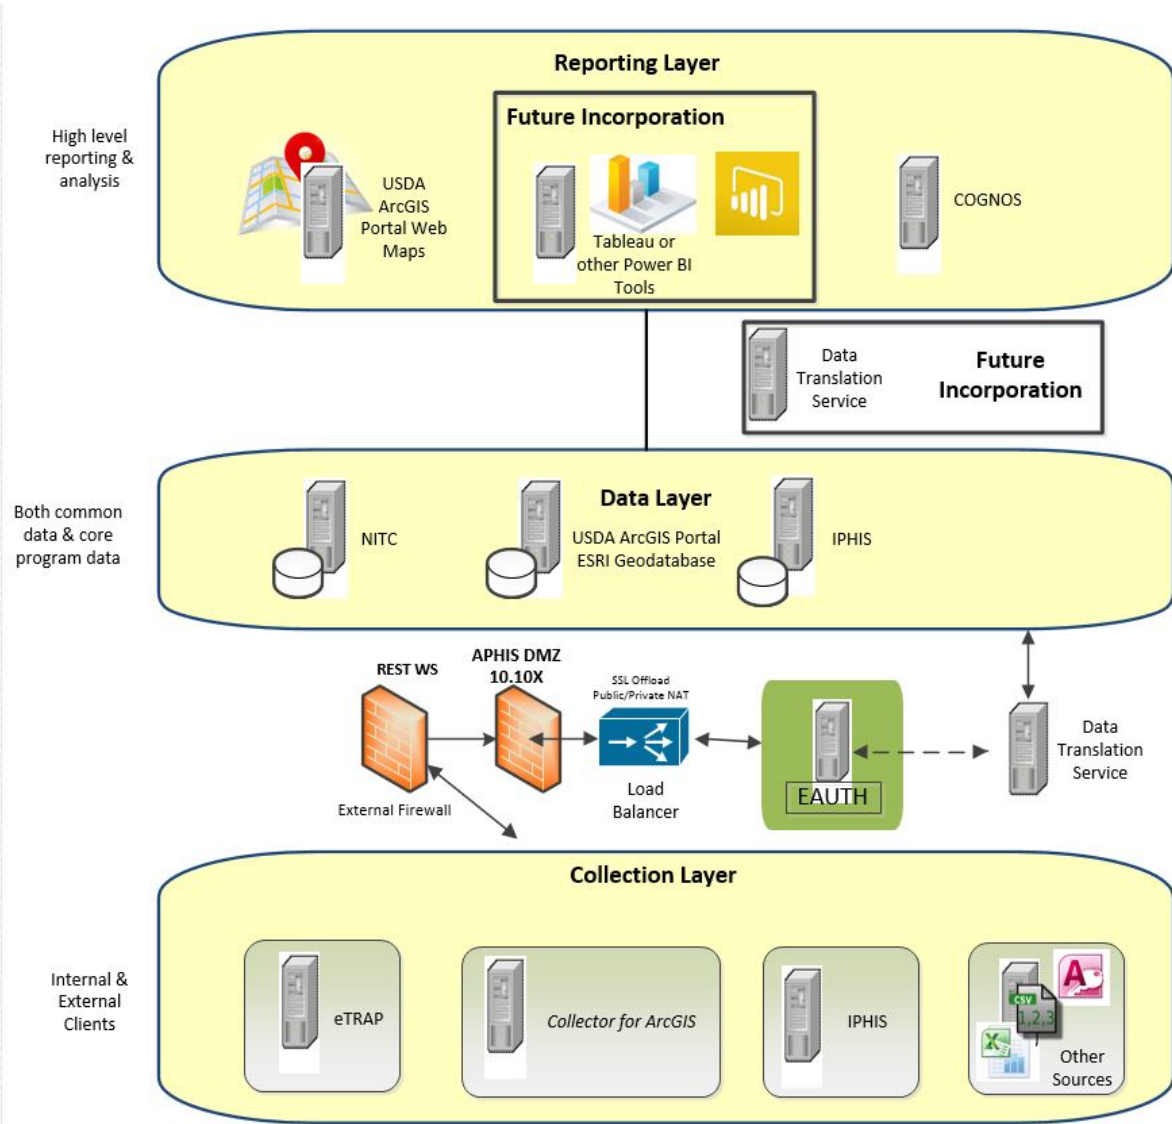 Reporting Layer
High level
reporting &
analysis
USDA
ArcGIS
Portal Web
Maps
Future Incorporation
Tableau or
other Power BI
Tools
COGNOS
Data
Translation
Service
Future
Incorporation
Both common
data & core
program data
Data Layer
NITC
USDA ArcGIS Portal
ESRI Geodatabase
IPHIS
REST WS
External Firewall
APHIS DMZ
10.10X
SSL Offload
Public/Private NAT
Load
Balancer
EAUTH
Data
Translation
Service
Collection Layer
Internal &
External
Clients
eTRAP
Collector for ArcGIS
IPHIS
A
CSV
1,2,3
X
Other
Sources